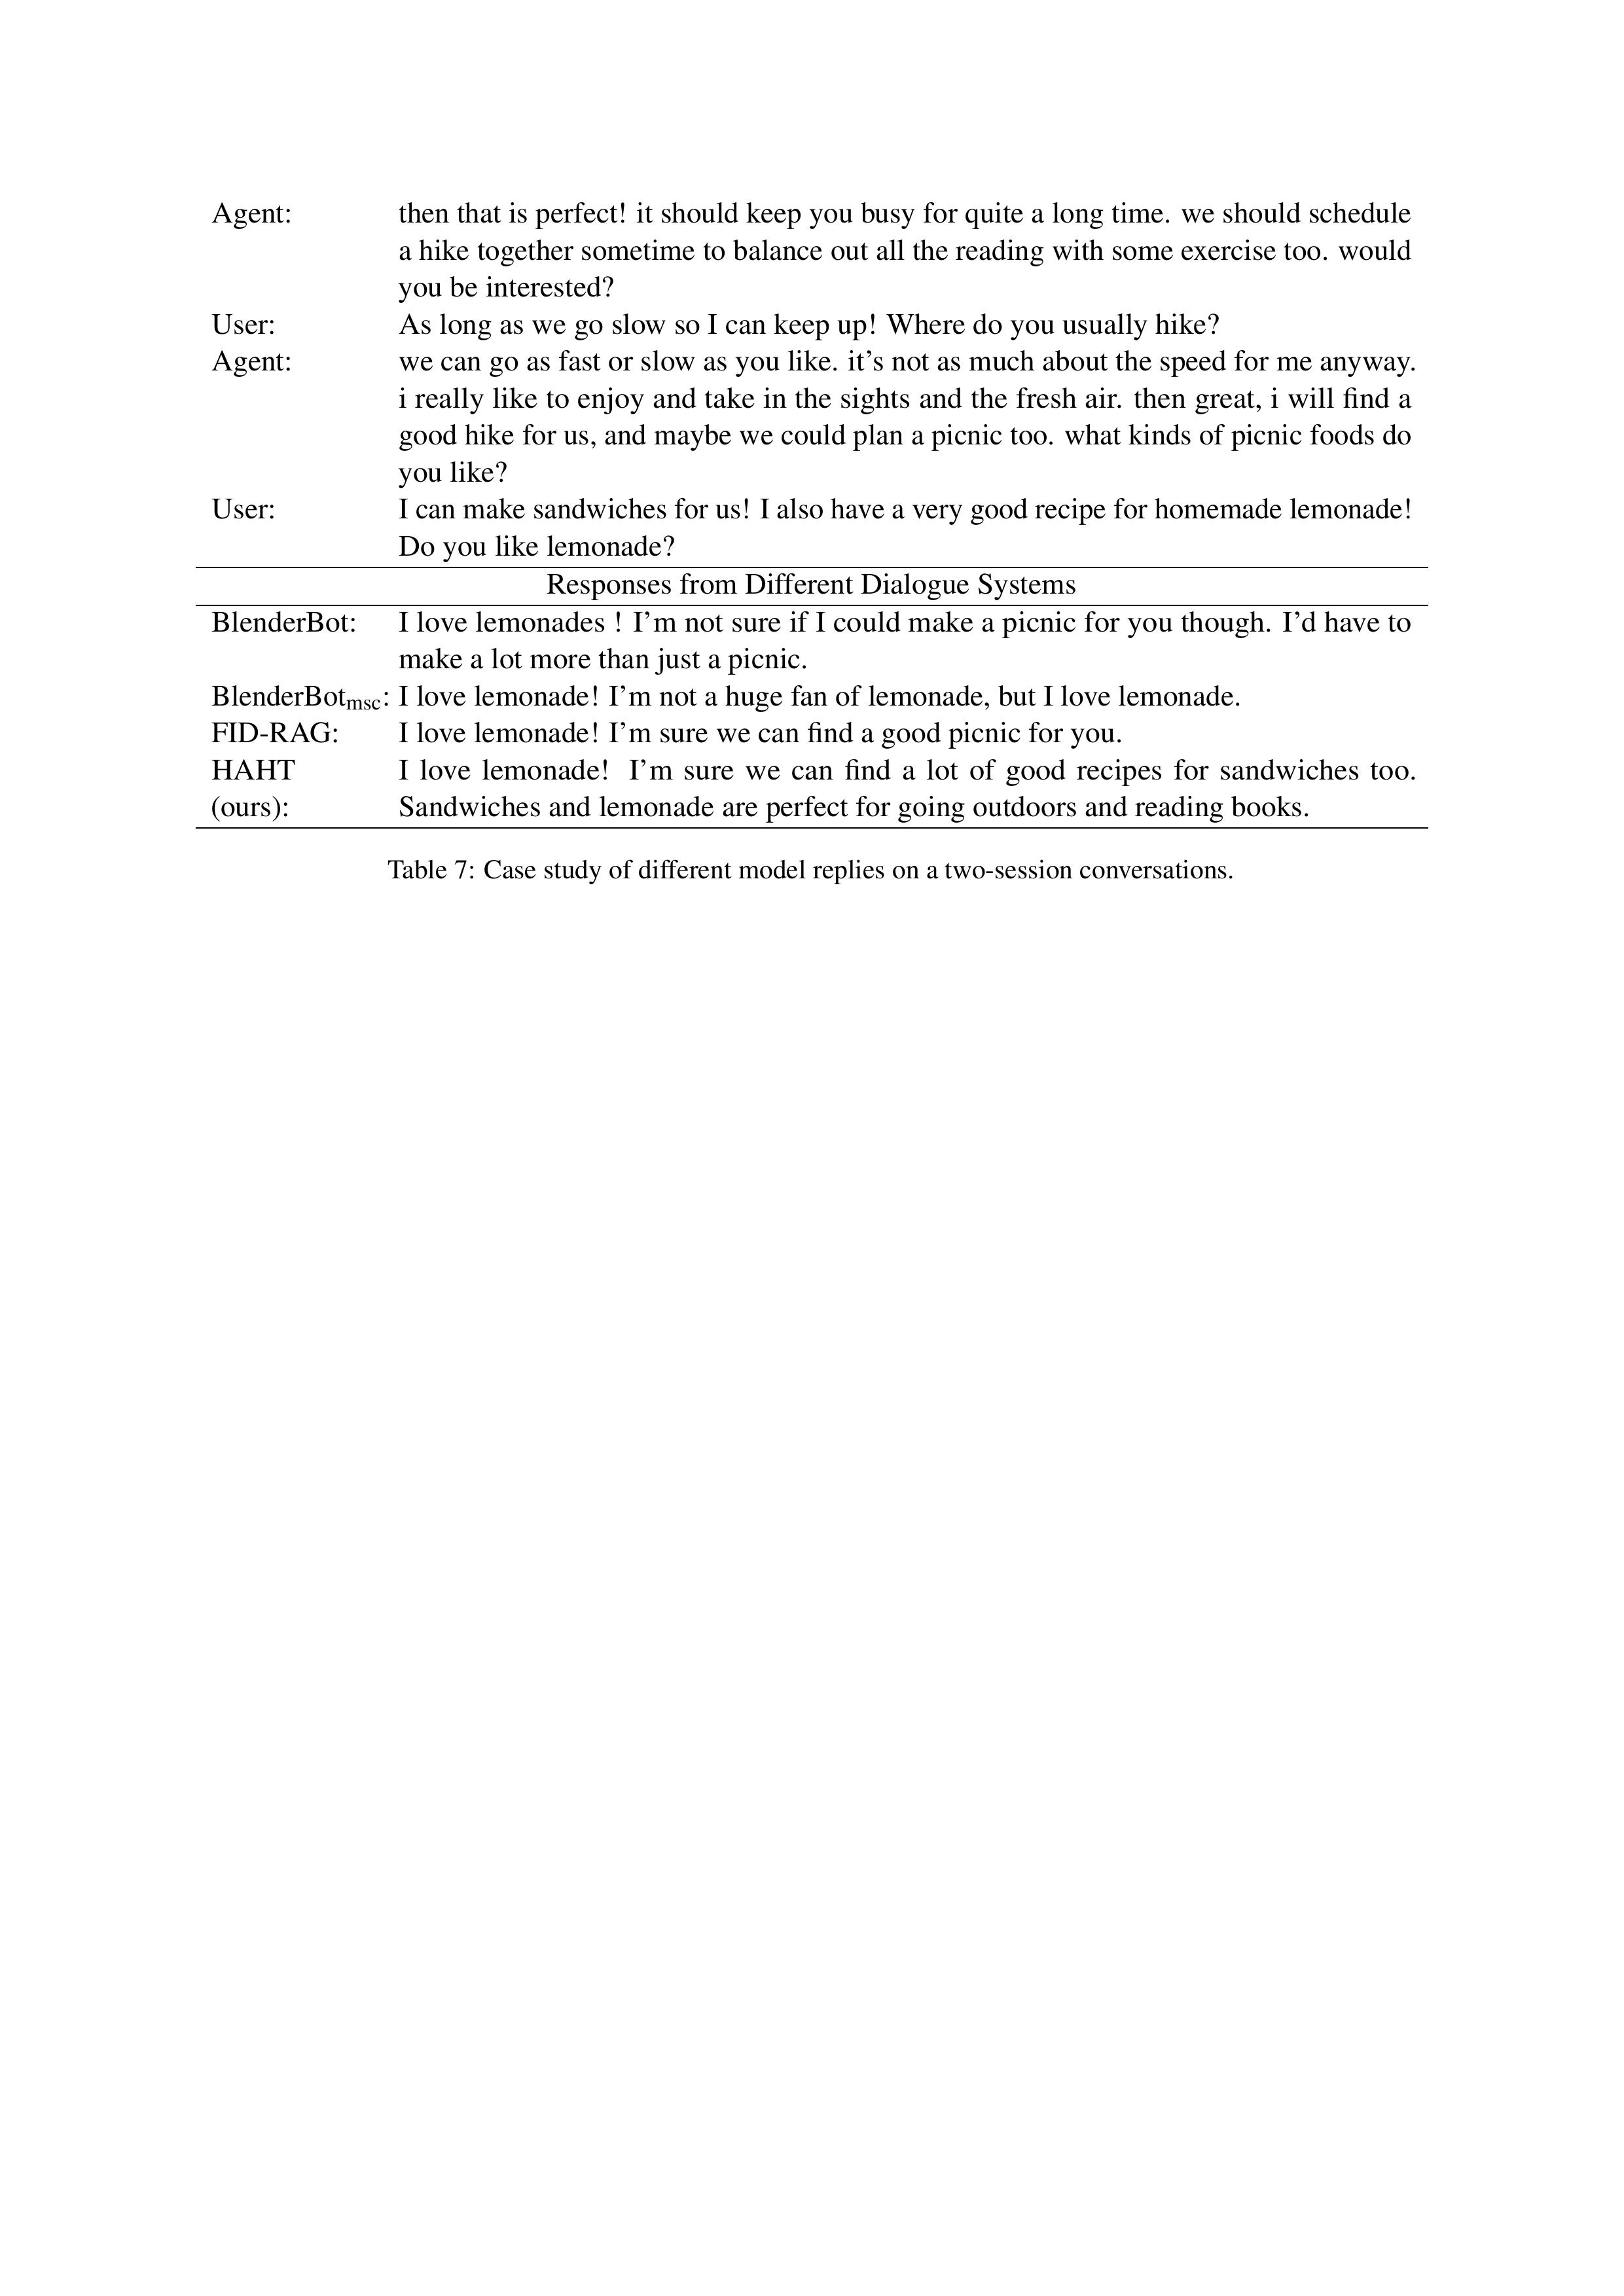 Agent: then that is perfect! it should keep you busy for quite a long time. we should schedule
a hike together sometime to balance out all the reading with some exercise too. would
you be interested?
User: As long as we go slow so I can keep up! Where do you usually hike?
Agent: we can go as fast or slow as you like. it's not as much about the speed for me anyway.
i really like to enjoy and take in the sights and the fresh air. then great, i will find a
good hike for us, and maybe we could plan a picnic too. what kinds of picnic foods do
you like?
User: I can make sandwiches for us! I also have a very good recipe for homemade lemonade!
Do you like lemonade?
Responses from Different Dialogue Systems
BlenderBot: I love lemonades ! I'm not sure if I could make a picnic for you though. I'd have to
make a lot more than just a picnic.
BlenderBotmsc: I love lemonade! I'm not a huge fan of lemonade, but I love lemonade.
FID-RAG: I love lemonade! I'm sure we can find a good picnic for you.
HAHT I love lemonade! I'm sure we can find a lot of good recipes for sandwiches too.
(ours): Sandwiches and lemonade are perfect for going outdoors and reading books.
Table 7: Case study of different model replies on a two-session conversations.